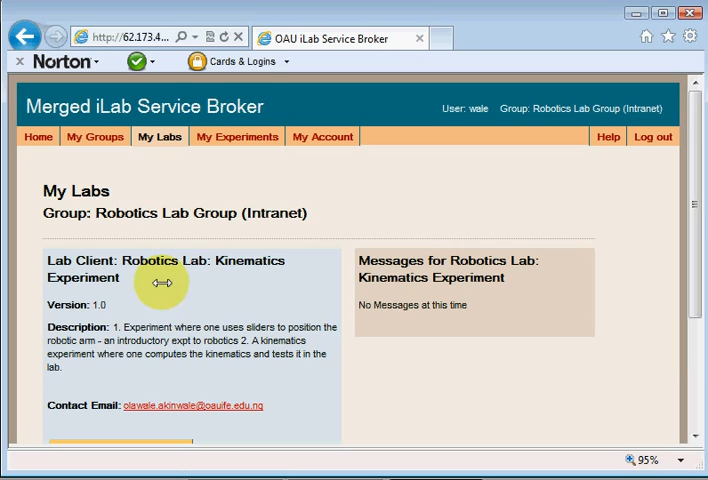 http://62.173.4...
OAU iLab Service Broker
Norton
Cards & Logins
Merged iLab Service Broker
User: wale
Group: Robotics Lab Group (Intranet)
Home
My Groups
My Labs
My Experiments
My Account
Help
Log out
My Labs
Group: Robotics Lab Group (Intranet)
Lab Client: Robotics Lab: Kinematics
Experiment
Version: 1.0
Description: 1. Experiment where one uses sliders to position the
robotic arm - an introductory expt to robotics 2. A kinematics
experiment where one computes the kinematics and tests it in the
lab.
Contact Email: olawale.akinwale@oauife.edu.ng
Messages for Robotics Lab:
Kinematics Experiment
No Messages at this time
95%